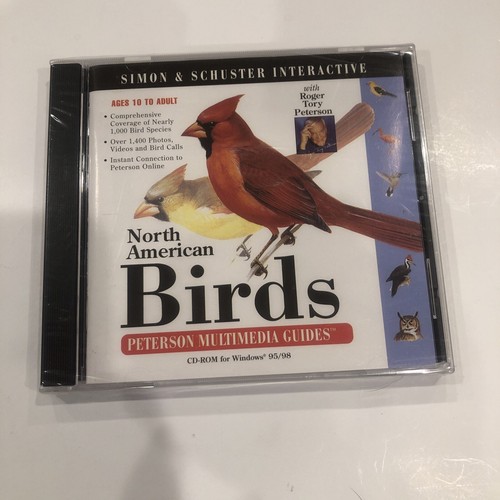 SIMON & SCHUSTER INTERACTIVE
AGES 10 TO ADULT
• Comprehensive
Coverage of Nearly
1,000 Bird Species
• Over 1,400 Photos,
Videos and Bird Calls
• Instant Connection to
Peterson Online
with
Roger
Tory
Peterson
North
American
Birds
PETERSON MULTIMEDIA GUIDES™
CD-ROM for Windows® 95/98